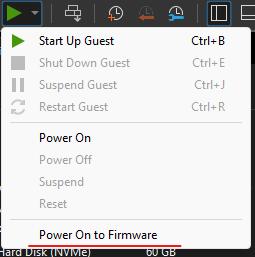 Start Up Guest Ctrl+B
Shut Down Guest Ctrl+E
Suspend Guest Ctrl+J
Restart Guest Ctrl+R
Power On
Power Off
Suspend
Reset
Power On to Firmware
Hard Disk (NVMe) 60 GB